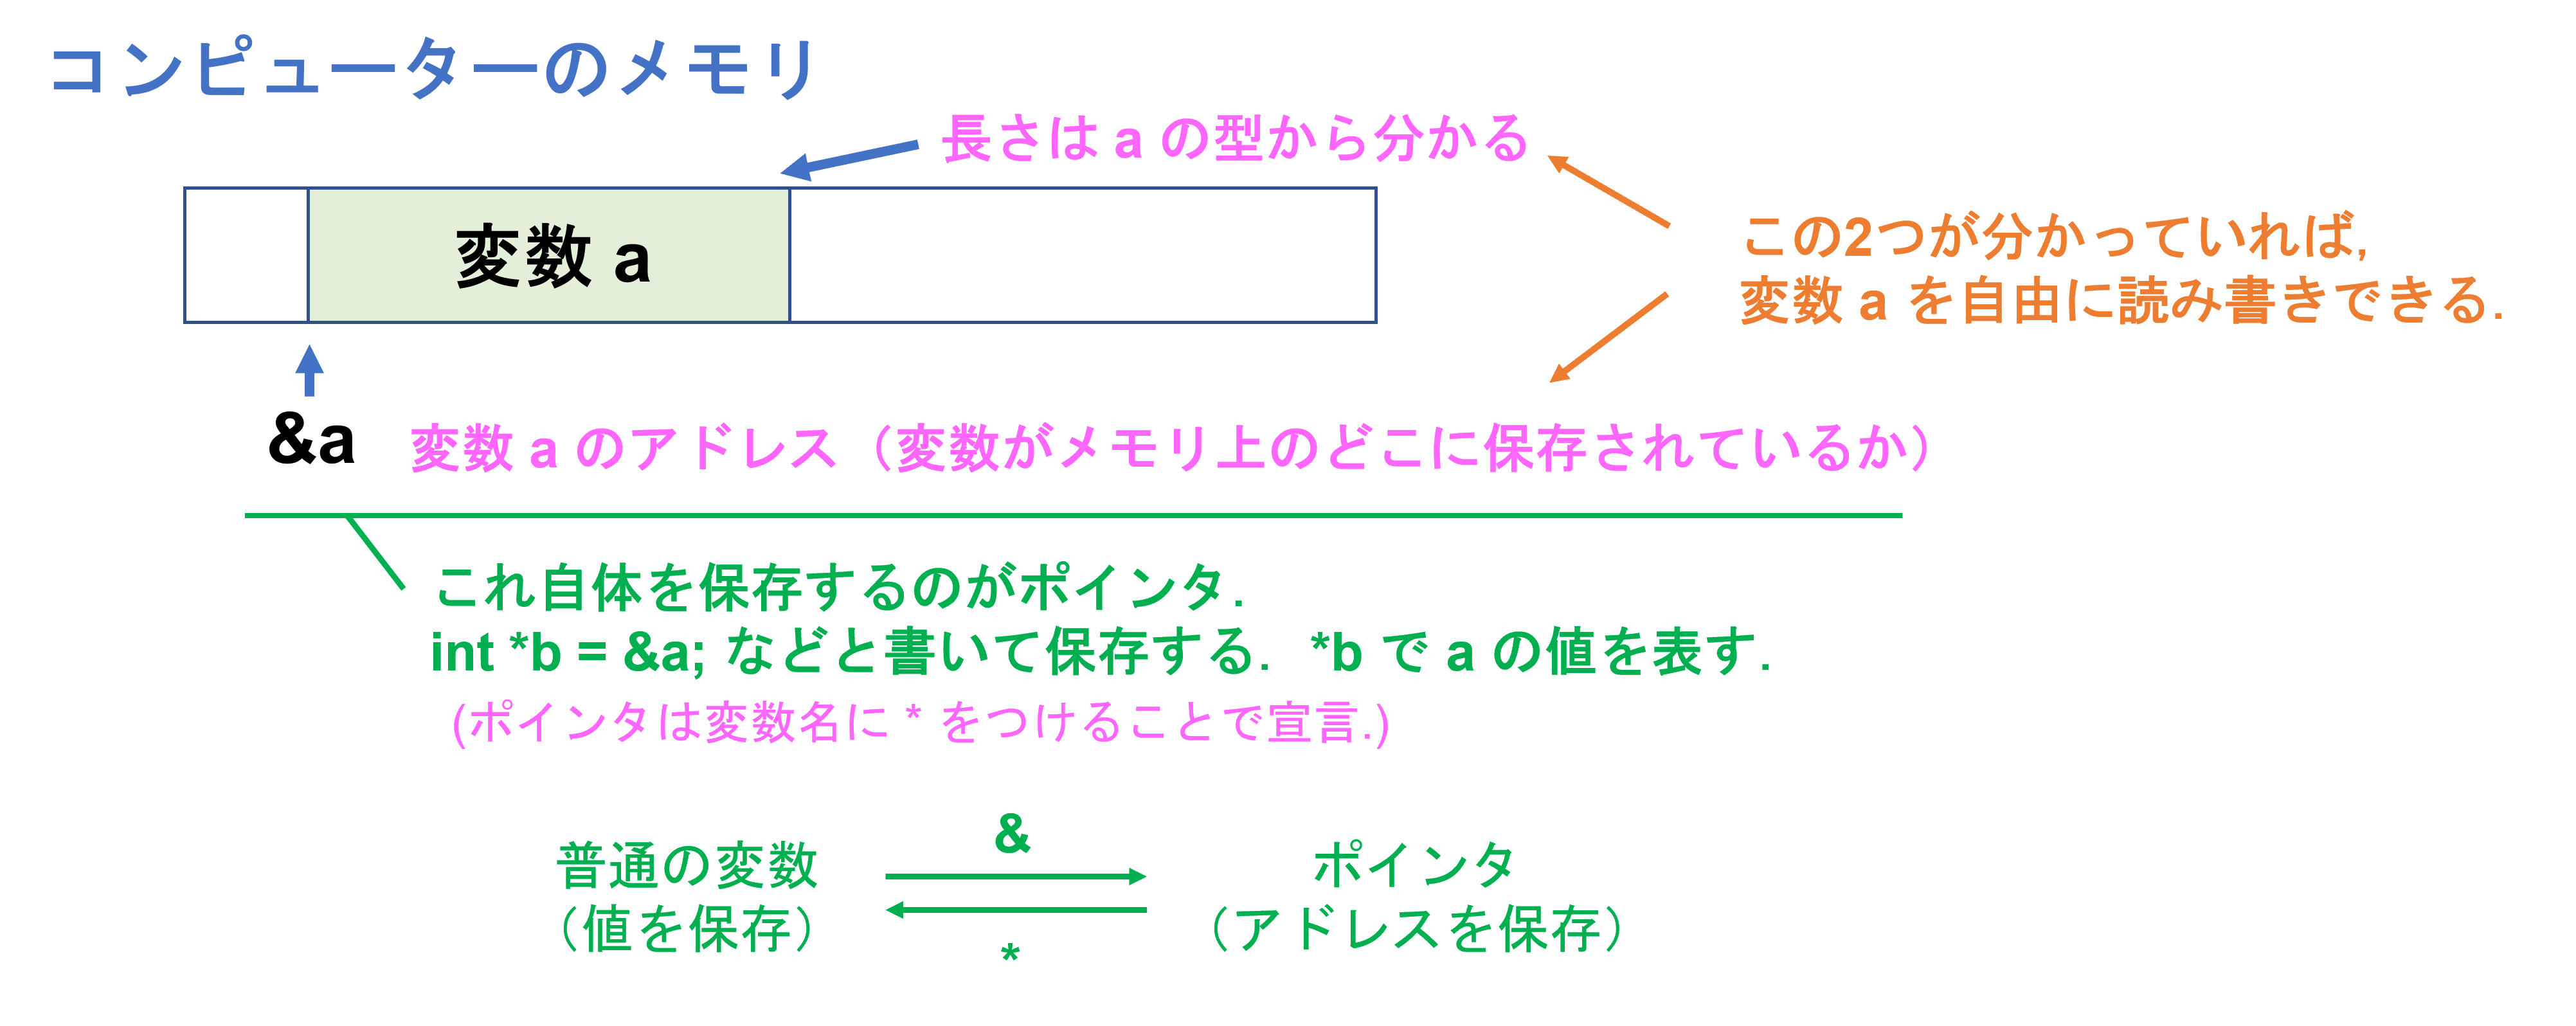 コンピューターのメモリ
長さは a の型から分かる
変数 a
この2つが分かっていれば,
変数 a を自由に読み書きできる.
&a 変数 a のアドレス（変数がメモリ上のどこに保存されているか）
これ自体を保存するのがポインタ.
int *b = &a; などと書いて保存する. *b で a の値を表す.
(ポインタは変数名に * をつけることで宣言.)
&
普通の変数
（値を保存）
ポインタ
（アドレスを保存）
*